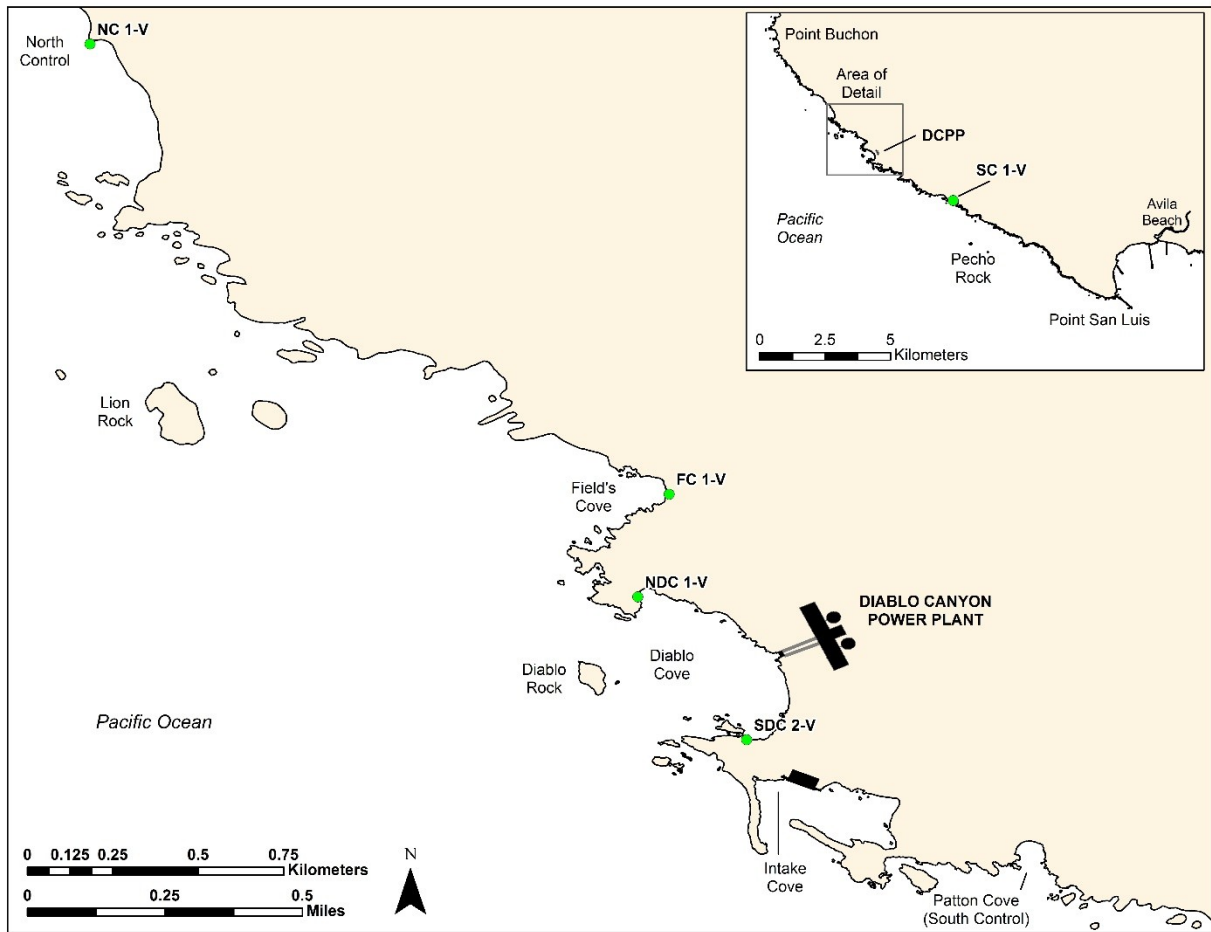 NC 1-V
North
Control
Lion
Rock
Field's
Cove
FC 1-V
NDC 1-V
DIABLO CANYON
POWER PLANT
Diablo
Rock
Diablo
Cove
Pacific Ocean
SDC 2-V
Intake
Cove
Patton Cove
(South Control)
0 0.125 0.25 0.5 0.75
Kilometers
0 0.25 0.5
Miles
N
Point Buchon
Area of
Detail
DCPP
SC 1-V
Pacific
Ocean
Avila
Beach
Pecho
Rock
Point San Luis
0 2.5 5
Kilometers